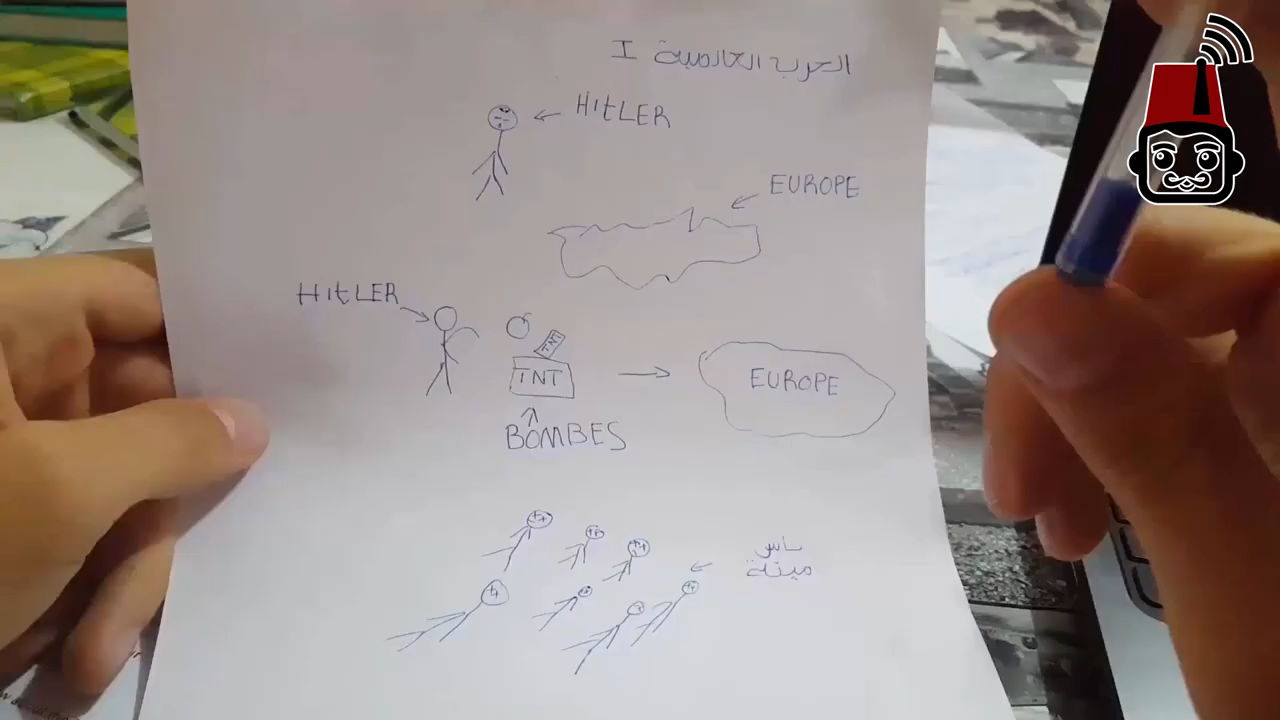 الحرب العالمية I
HITLER
EUROPE
HITLER
TNT
TNT
EUROPE
BOMBES
ناس
ميتة